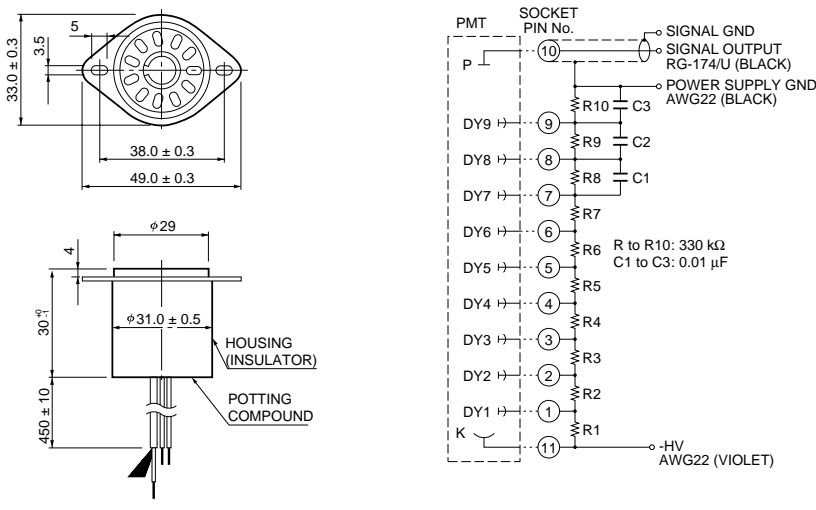 5
3.5
33.0 ± 0.3
38.0 ± 0.3
49.0 ± 0.3
φ29
4
30 +0 -1
φ31.0 ± 0.5
HOUSING
(INSULATOR)
450 ± 10
POTTING
COMPOUND
PMT
SOCKET
PIN No.
SIGNAL GND
10
SIGNAL OUTPUT
RG-174/U (BLACK)
P
POWER SUPPLY GND
AWG22 (BLACK)
R10 C3
DY9 9
R9 C2
DY8 8
R8 C1
DY7 7
R7
DY6 6
R6
R to R10: 330 kΩ
C1 to C3: 0.01 μF
DY5 5
R5
DY4 4
R4
DY3 3
R3
DY2 2
R2
DY1 1
R1
K
11
-HV
AWG22 (VIOLET)